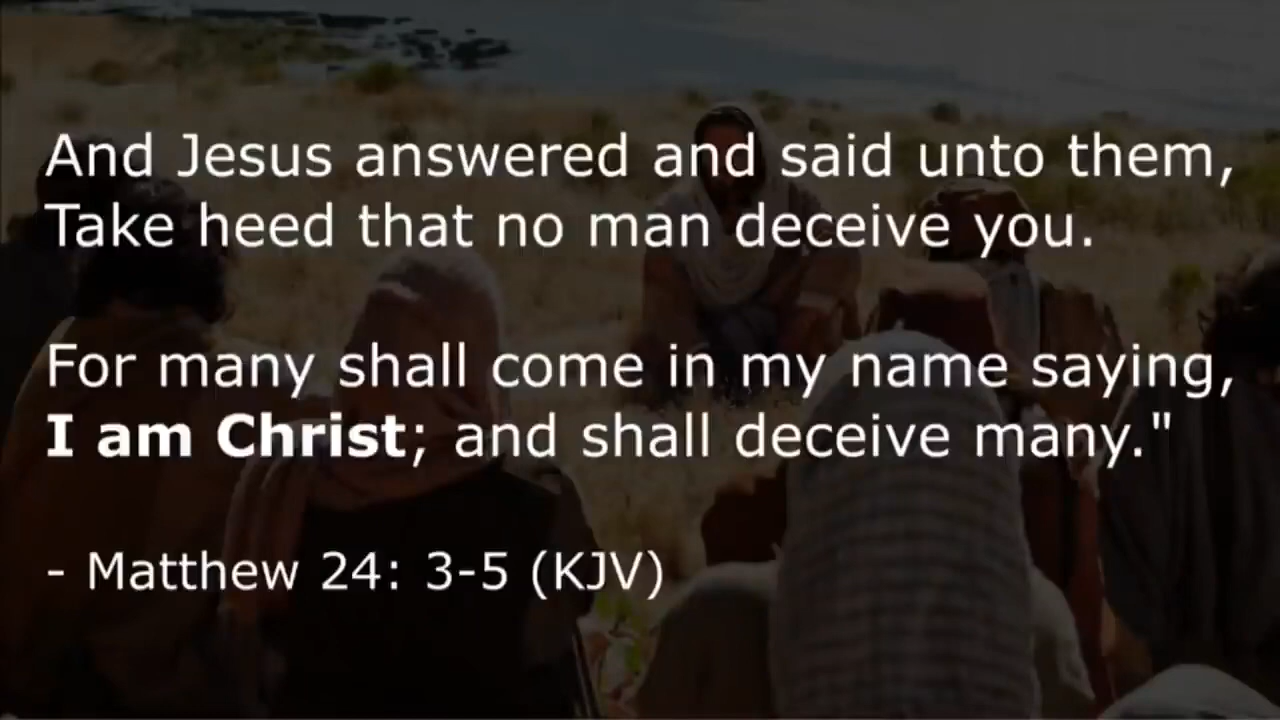 And Jesus answered and said unto them,
Take heed that no man deceive you.
For many shall come in my name saying,
I am Christ; and shall deceive many."
- Matthew 24: 3-5 (KJV)